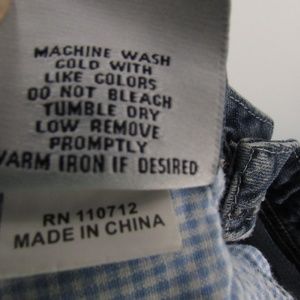 MACHINE WASH
COLD WITH
LIKE COLORS
DO NOT BLEACH
TUMBLE DRY
LOW REMOVE
PROMPTLY
WARM IRON IF DESIRED
RN 110712
MADE IN CHINA